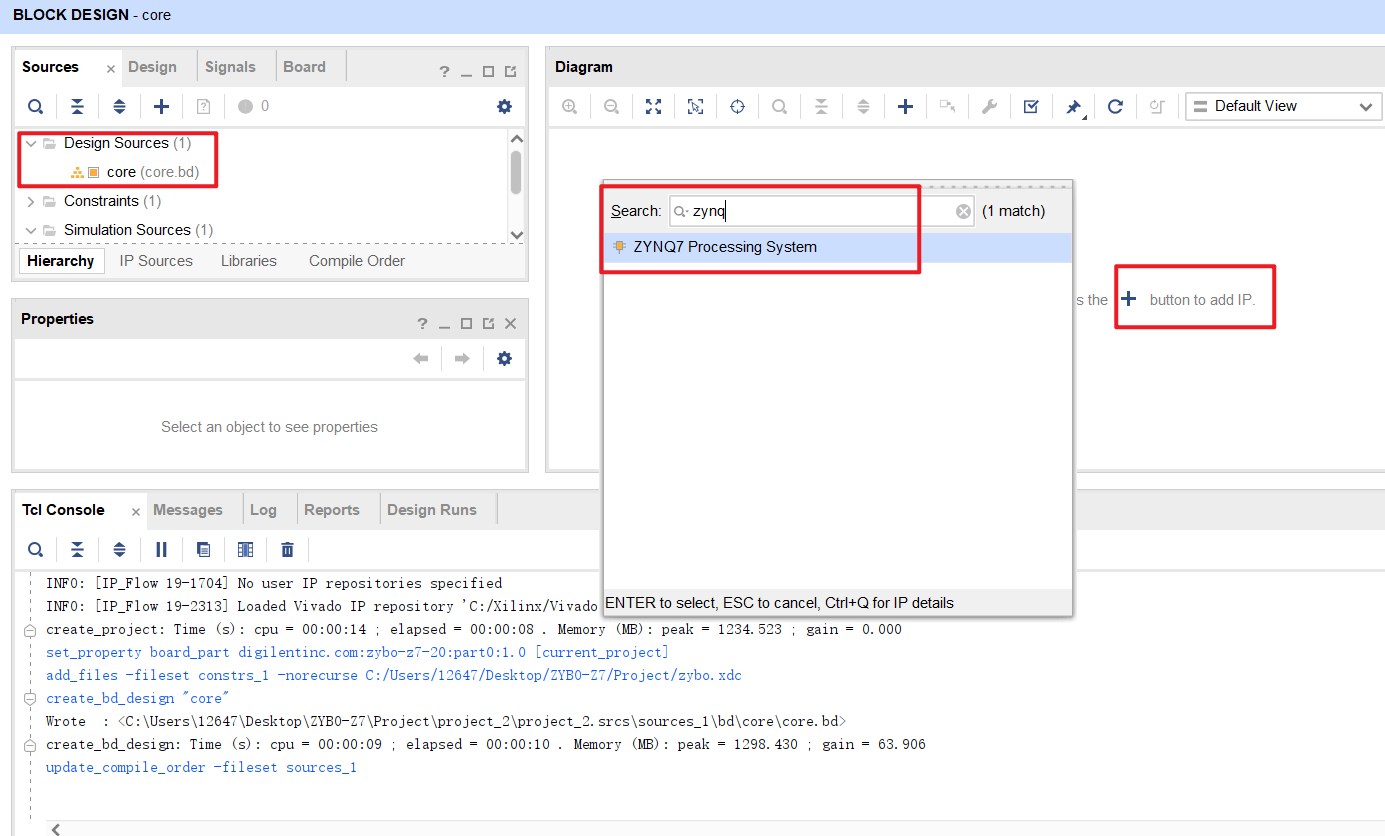 BLOCK DESIGN - core
Sources × Design Signals Board
? _
0
Design Sources (1)
core (core.bd)
Constraints (1)
Simulation Sources (1)
Hierarchy IP Sources Libraries Compile Order
Properties
?
Select an object to see properties
Diagram
Default View
Search: zynq (1 match)
ZYNQ7 Processing System
s the + button to add IP.
ENTER to select, ESC to cancel, Ctrl+Q for IP details
Tcl Console × Messages Log Reports Design Runs
INFO: [IP_Flow 19-1704] No user IP repositories specified
INFO: [IP_Flow 19-2313] Loaded Vivado IP repository 'C:/Xilinx/Vivado
create_project: Time (s): cpu = 00:00:14 ; elapsed = 00:00:08 . Memory (MB): peak = 1234.523 ; gain = 0.000
set_property board_part digilentinc.com:zybo-z7-20:part0:1.0 [current_project]
add_files -fileset constrs_1 -norecurse C:/Users/12647/Desktop/ZYBO-Z7/Project/zybo.xdc
create_bd_design "core"
Wrote : <C:\Users\12647\Desktop\ZYBO-Z7\Project\project_2\project_2.srcs\sources_1\bd\core\core.bd>
create_bd_design: Time (s): cpu = 00:00:09 ; elapsed = 00:00:10 . Memory (MB): peak = 1298.430 ; gain = 63.906
update_compile_order -fileset sources_1